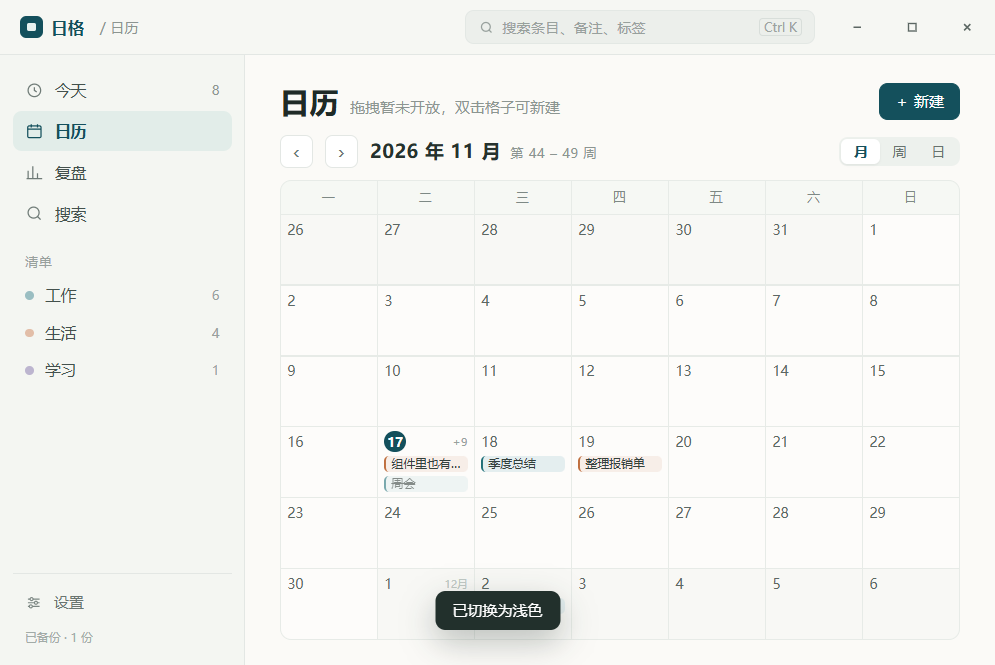 日格 / 日历
搜索条目、备注、标签 Ctrl K
今天 8
日历
复盘
搜索
清单
工作 6
生活 4
学习 1
设置
已备份 · 1 份
日历 拖拽暂未开放，双击格子可新建
+ 新建
2026 年 11 月 第 44 – 49 周
月 周 日
一 二 三 四 五 六 日
26 27 28 29 30 31 1
2 3 4 5 6 7 8
9 10 11 12 13 14 15
16 17 +9 18 19 20 21 22
组件里也有... 季度总结 整理报销单
周会
23 24 25 26 27 28 29
30 1 12月 2 3 4 5 6
已切换为浅色